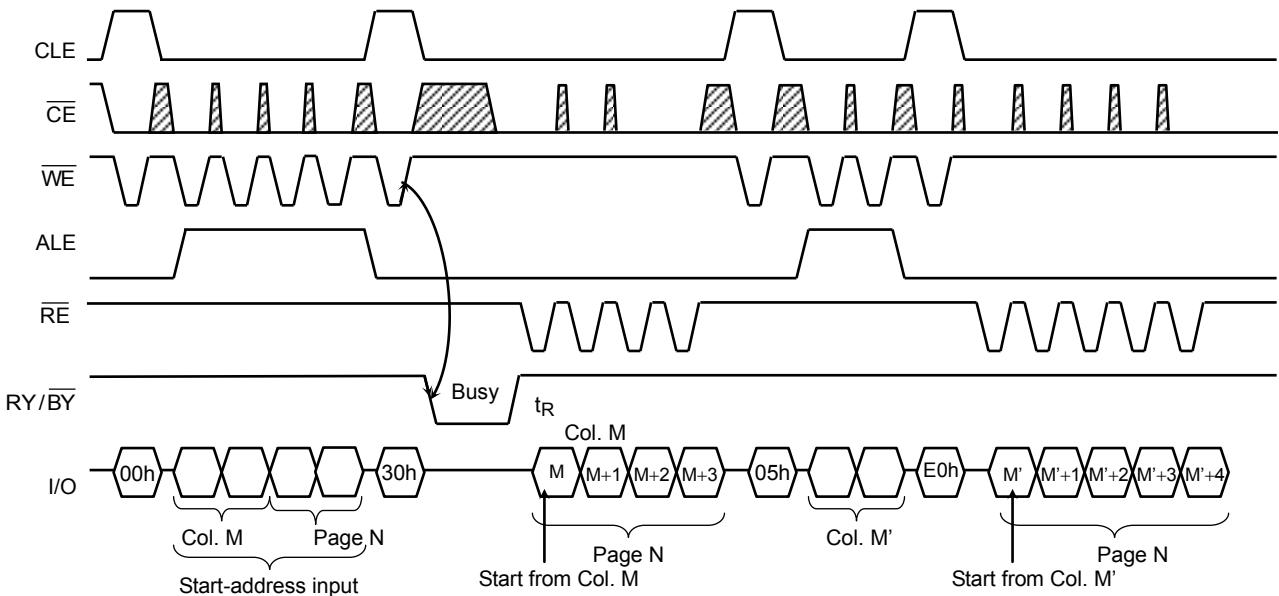 CLE
CE
WE
ALE
RE
RY/BY
Busy
tR
Col. M
I/O
00h
30h
M
M+1
M+2
M+3
05h
E0h
M'
M'+1
M'+2
M'+3
M'+4
Col. M
Page N
Page N
Col. M'
Page N
Start-address input
Start from Col. M
Start from Col. M'